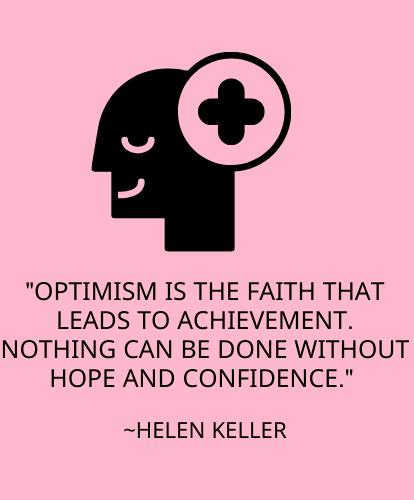 "OPTIMISM IS THE FAITH THAT
LEADS TO ACHIEVEMENT.
NOTHING CAN BE DONE WITHOUT
HOPE AND CONFIDENCE."
~HELEN KELLER